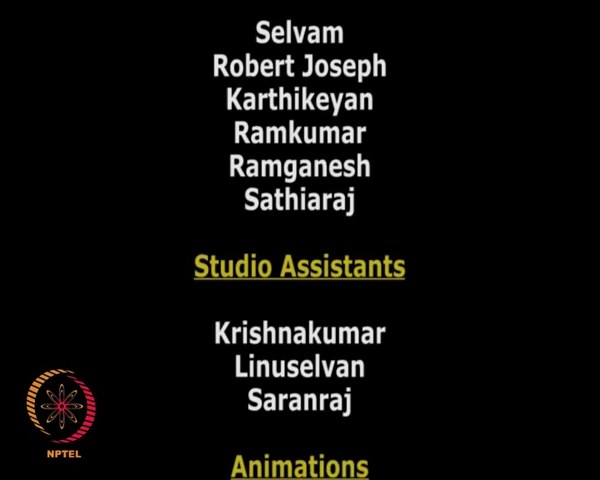 Selvam
Robert Joseph
Karthikeyan
Ramkumar
Ramganesh
Sathiaraj
Studio Assistants
Krishnakumar
Linuselvan
Saranraj
NPTEL
Animations